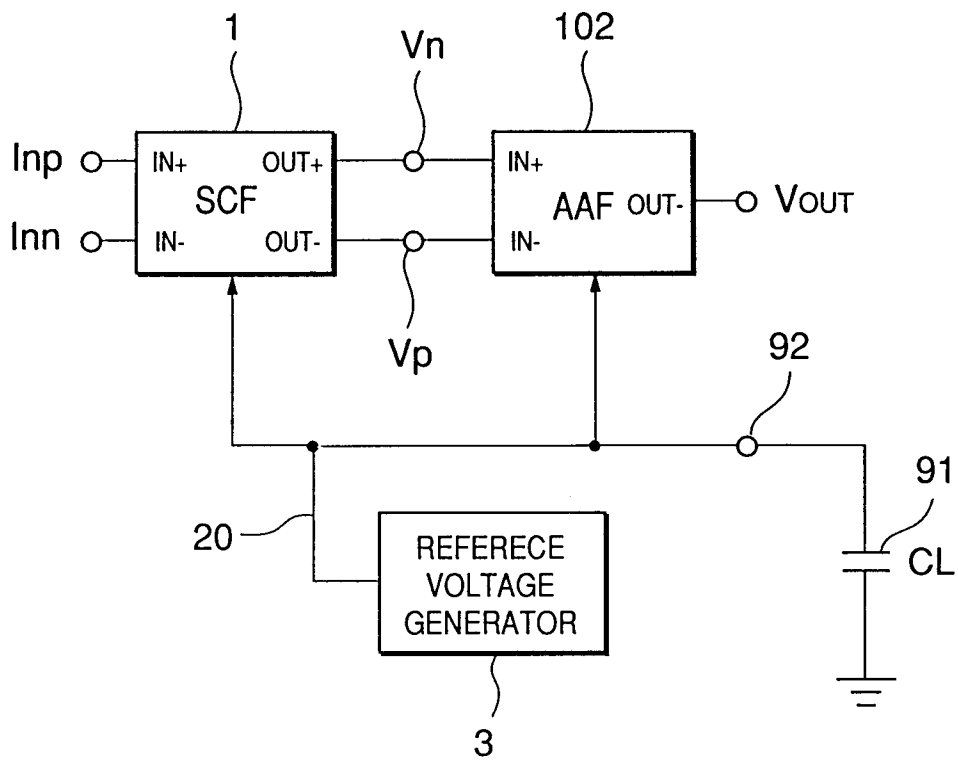 1
Vn
102
Inp
IN+
OUT+
IN+
SCF
AAF
OUT-
VOUT
Inn
IN-
OUT-
IN-
Vp
92
91
20
REFERECE
VOLTAGE
GENERATOR
CL
3